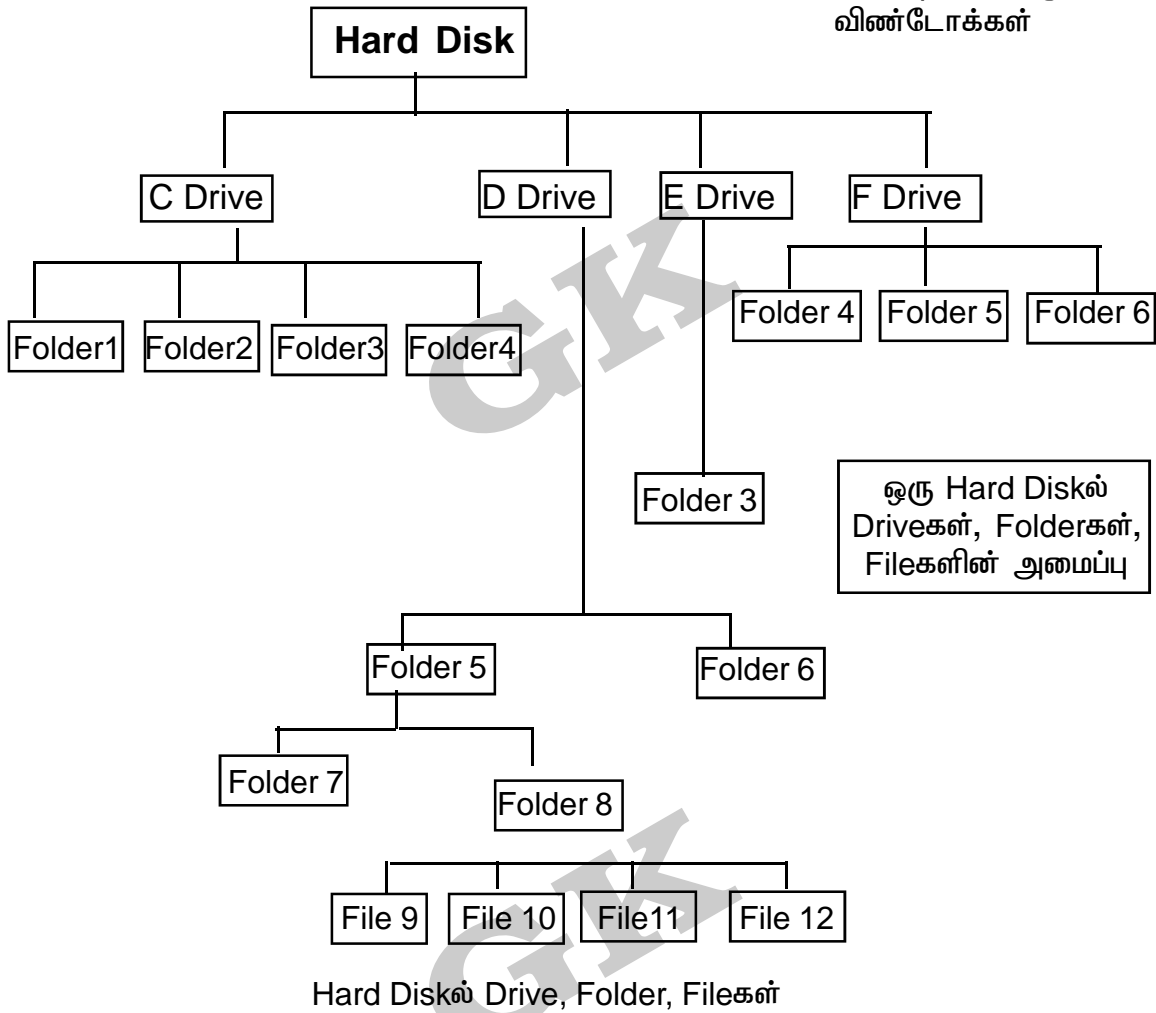 விண்டோக்கள்
Hard Disk
C Drive
D Drive
E Drive
F Drive
Folder1
Folder2
Folder3
Folder4
Folder 4
Folder 5
Folder 6
Folder 3
ஒரு Hard Diskல்
Driveகள், Folderகள்,
Fileகளின் அமைப்பு
Folder 5
Folder 6
Folder 7
Folder 8
File 9
File 10
File11
File 12
Hard Diskல் Drive, Folder, Fileகள்
GK
GK